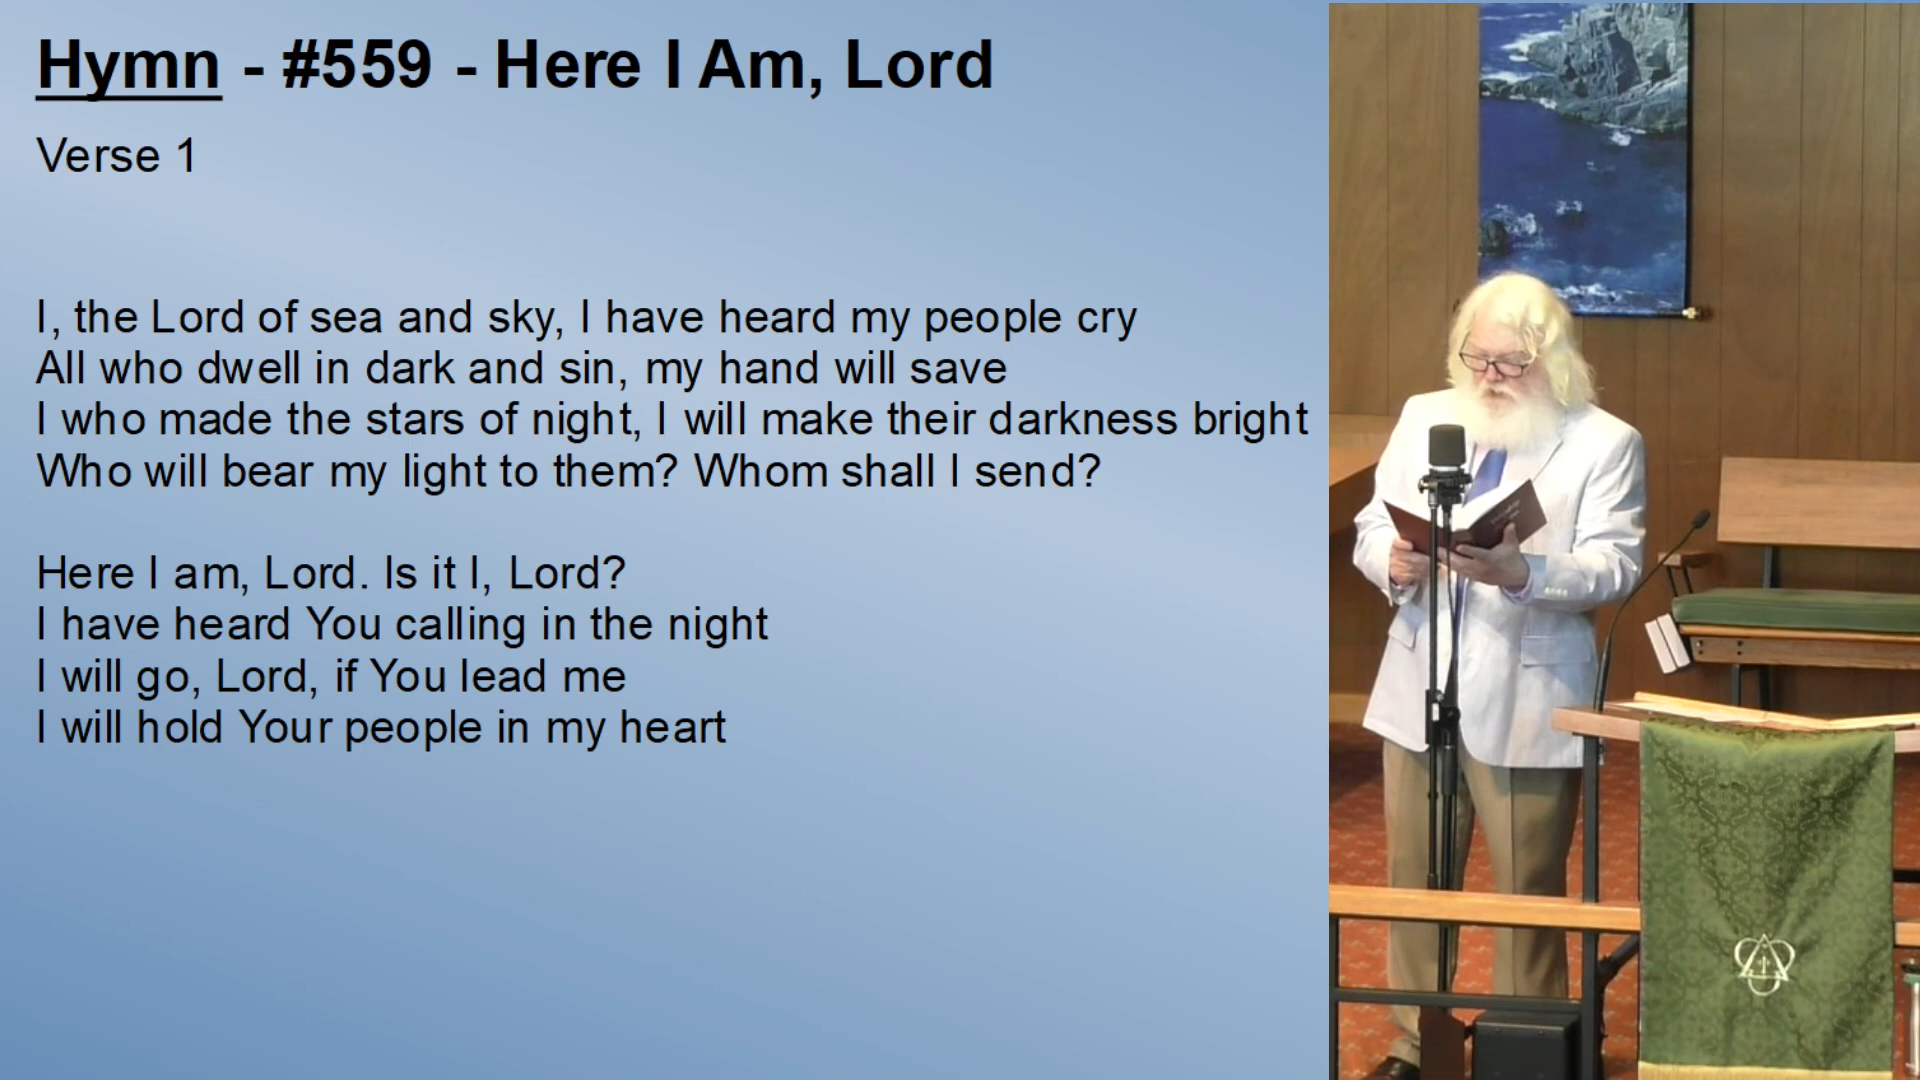 Hymn - #559 - Here I Am, Lord
Verse 1
I, the Lord of sea and sky, I have heard my people cry
All who dwell in dark and sin, my hand will save
I who made the stars of night, I will make their darkness bright
Who will bear my light to them? Whom shall I send?
Here I am, Lord. Is it I, Lord?
I have heard You calling in the night
I will go, Lord, if You lead me
I will hold Your people in my heart